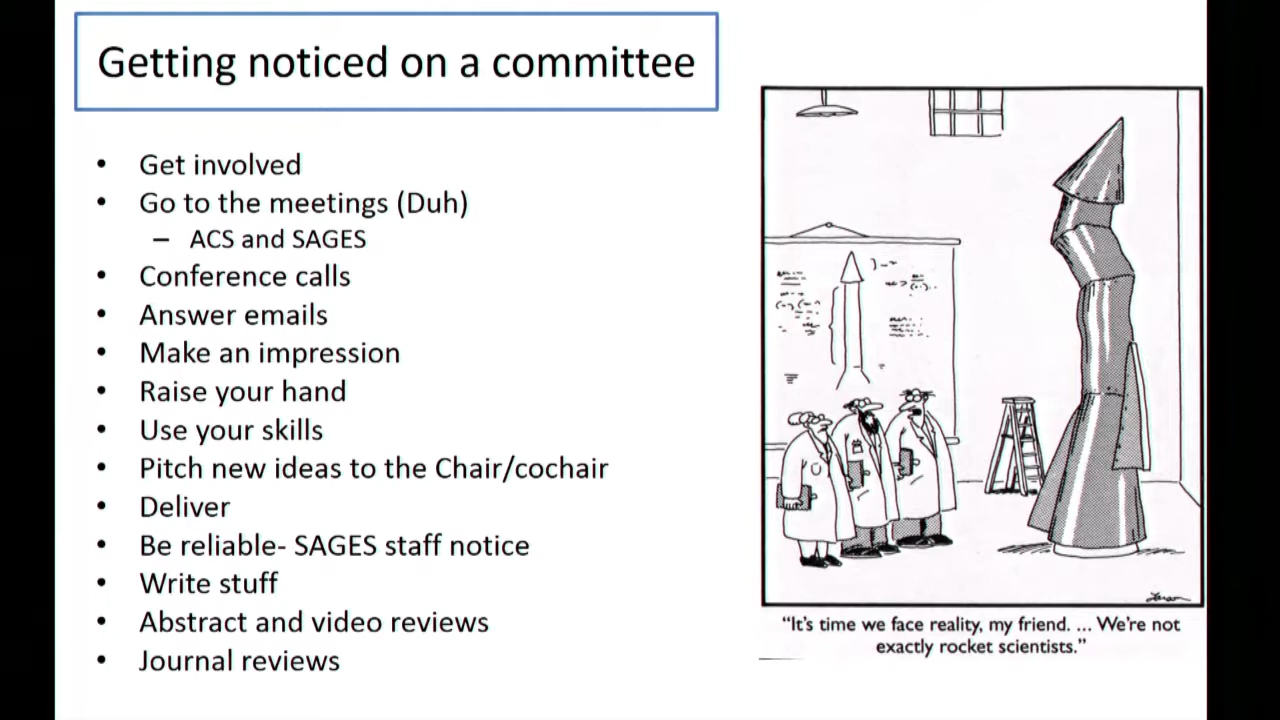 Getting noticed on a committee
• Get involved
• Go to the meetings (Duh)
– ACS and SAGES
• Conference calls
• Answer emails
• Make an impression
• Raise your hand
• Use your skills
• Pitch new ideas to the Chair/cochair
• Deliver
• Be reliable- SAGES staff notice
• Write stuff
• Abstract and video reviews
• Journal reviews
Larson
“It’s time we face reality, my friend. ... We’re not
exactly rocket scientists.”